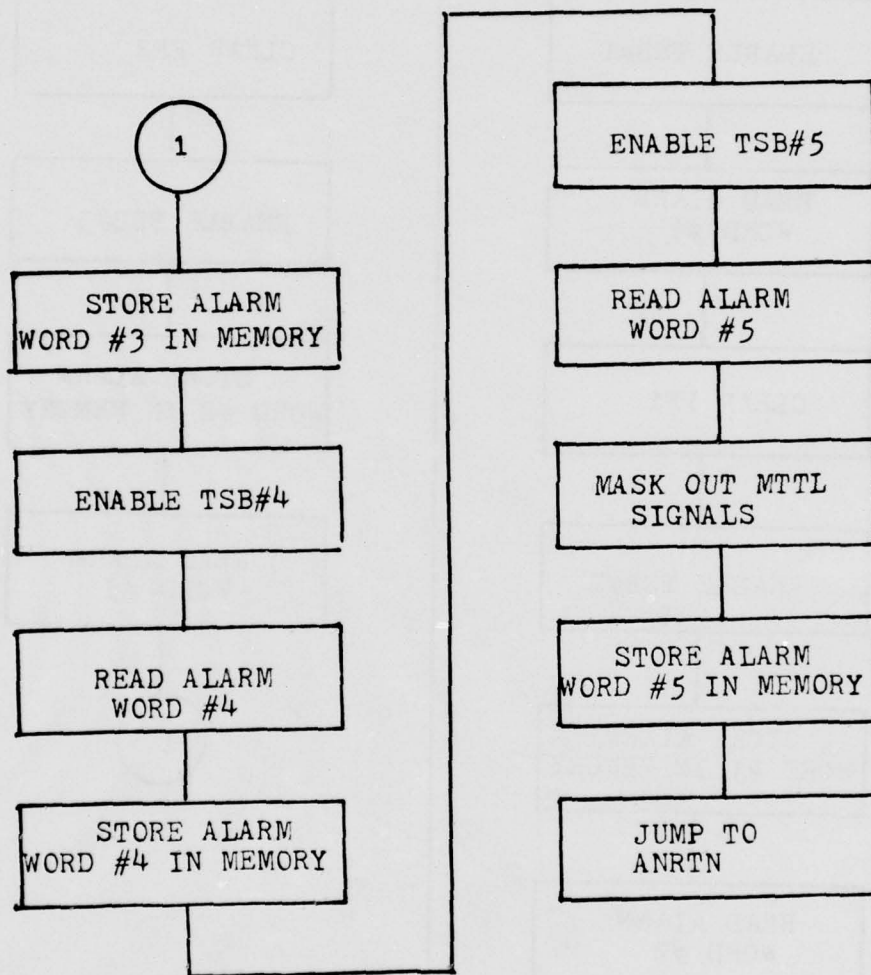 1
STORE ALARM
WORD #3 IN MEMORY
ENABLE TSB#4
READ ALARM
WORD #4
STORE ALARM
WORD #4 IN MEMORY
ENABLE TSB#5
READ ALARM
WORD #5
MASK OUT MTTL
SIGNALS
STORE ALARM
WORD #5 IN MEMORY
JUMP TO
ANRTN